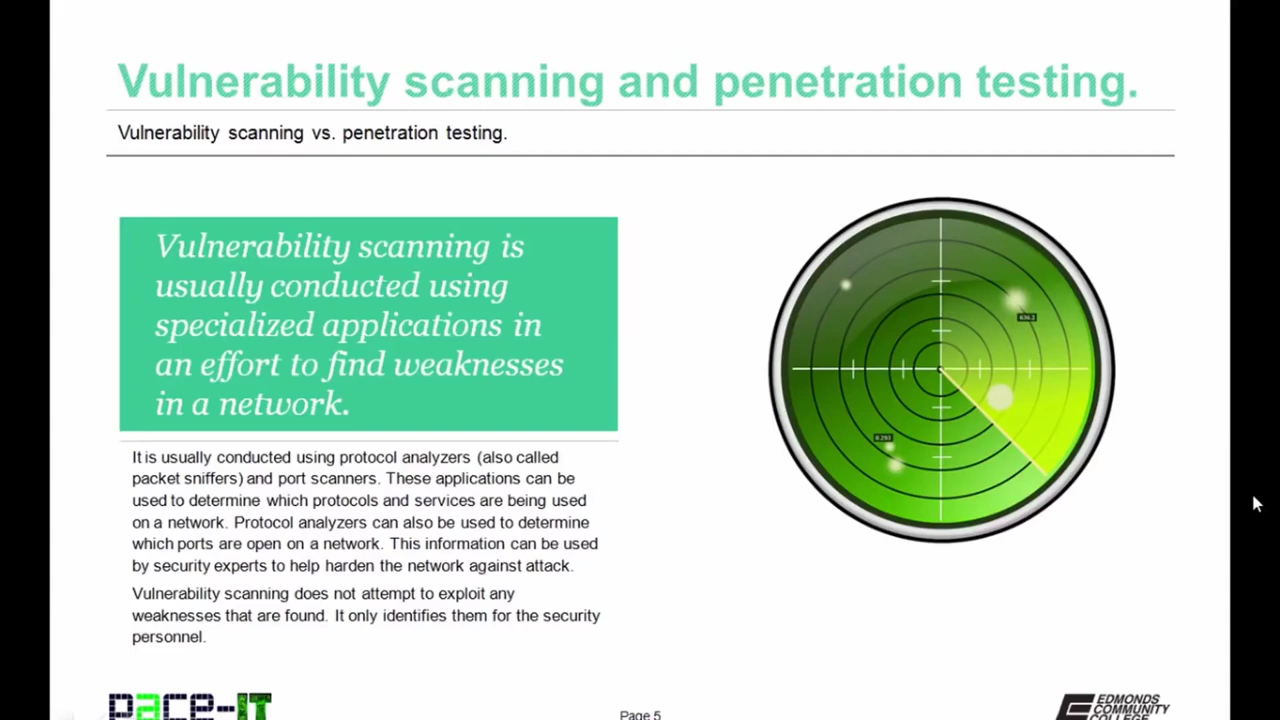 Vulnerability scanning and penetration testing.
Vulnerability scanning vs. penetration testing.
Vulnerability scanning is
usually conducted using
specialized applications in
an effort to find weaknesses
in a network.
It is usually conducted using protocol analyzers (also called
packet sniffers) and port scanners. These applications can be
used to determine which protocols and services are being used
on a network. Protocol analyzers can also be used to determine
which ports are open on a network. This information can be used
by security experts to help harden the network against attack.
Vulnerability scanning does not attempt to exploit any
weaknesses that are found. It only identifies them for the security
personnel.
PACE-IT
Page 5
EDMONDS
COMMUNITY
COLLEGE